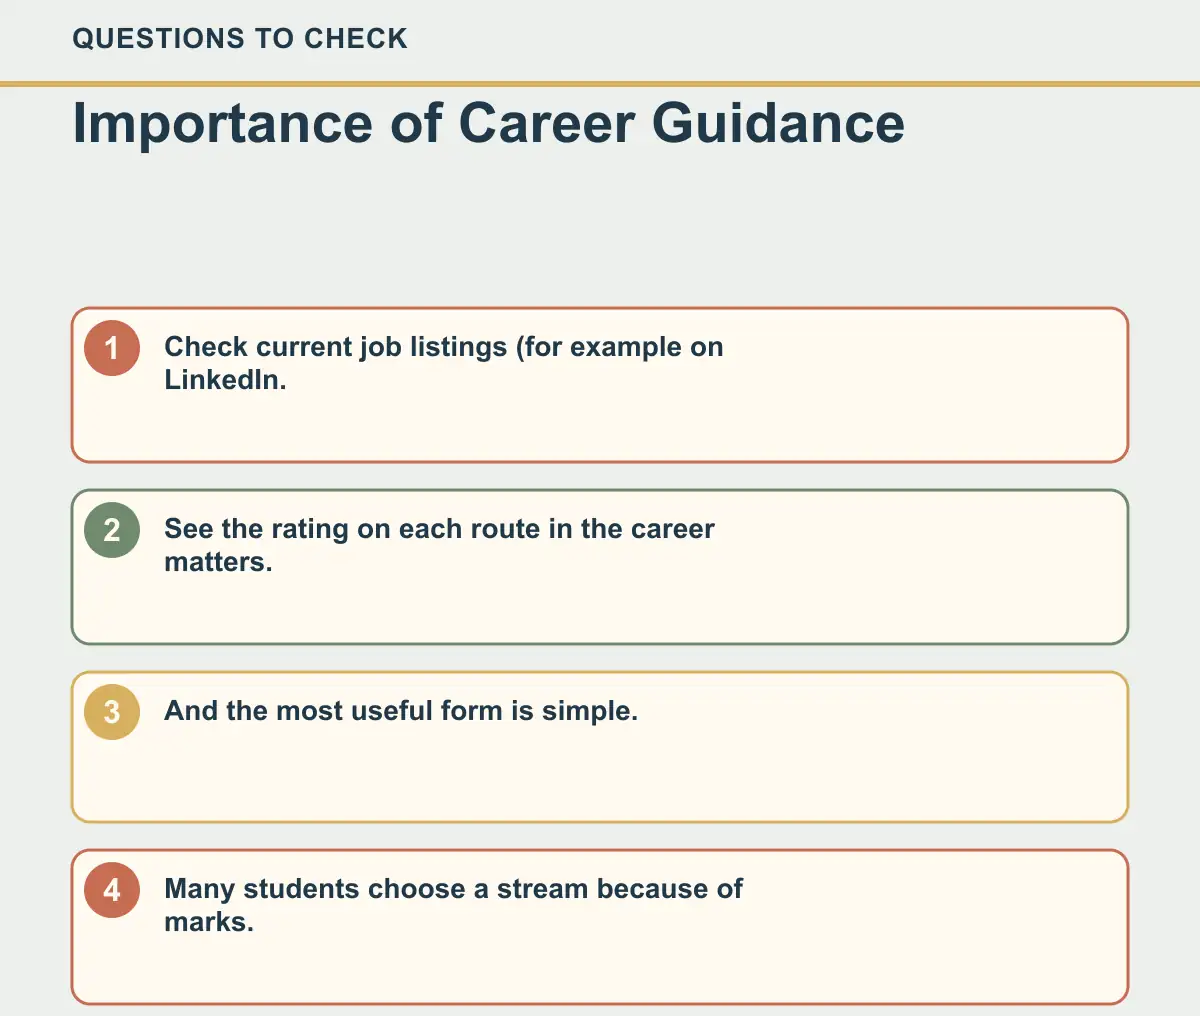 QUESTIONS TO CHECK
Importance of Career Guidance
1
Check current job listings (for example on
LinkedIn.
2
See the rating on each route in the career
matters.
3
And the most useful form is simple.
4
Many students choose a stream because of
marks.